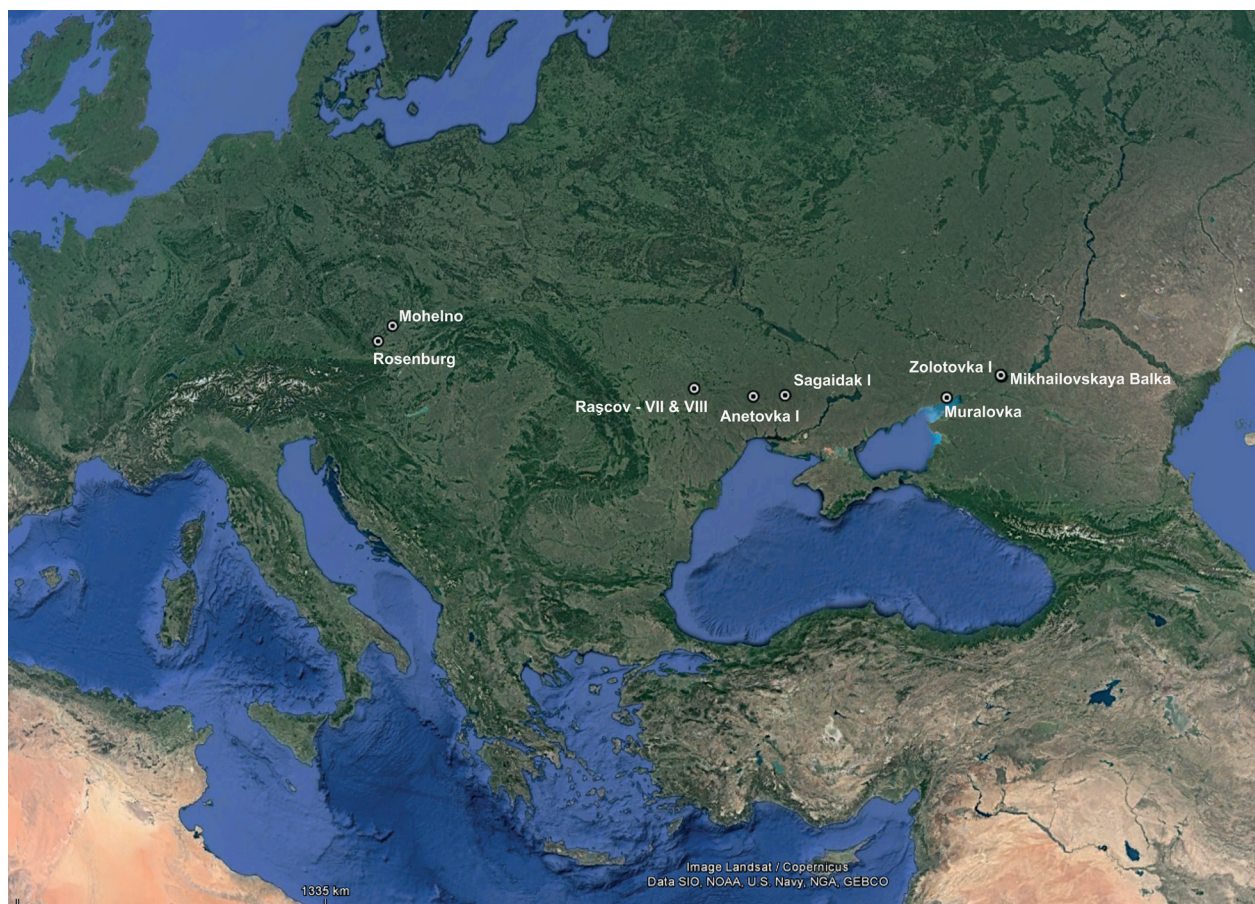 Mohelno
Rosenburg
Zolotovka I
Sagaidak I
Mikhailovskaya Balka
Raşcov - VII & VIII
Anetovka I
Muralovka
Image Landsat / Copernicus
Data SIO, NOAA, U.S. Navy, NGA, GEBCO
1335 km